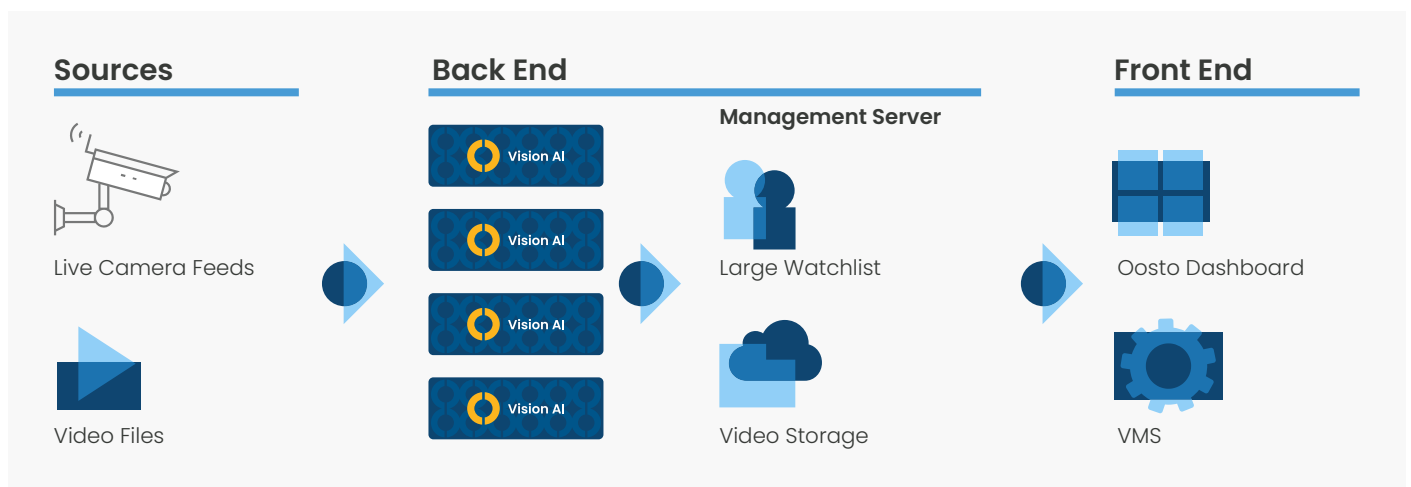 Sources
Live Camera Feeds
Video Files
Back End
Vision AI
Vision AI
Vision AI
Vision AI
Management Server
Large Watchlist
Video Storage
Front End
Oosto Dashboard
VMS